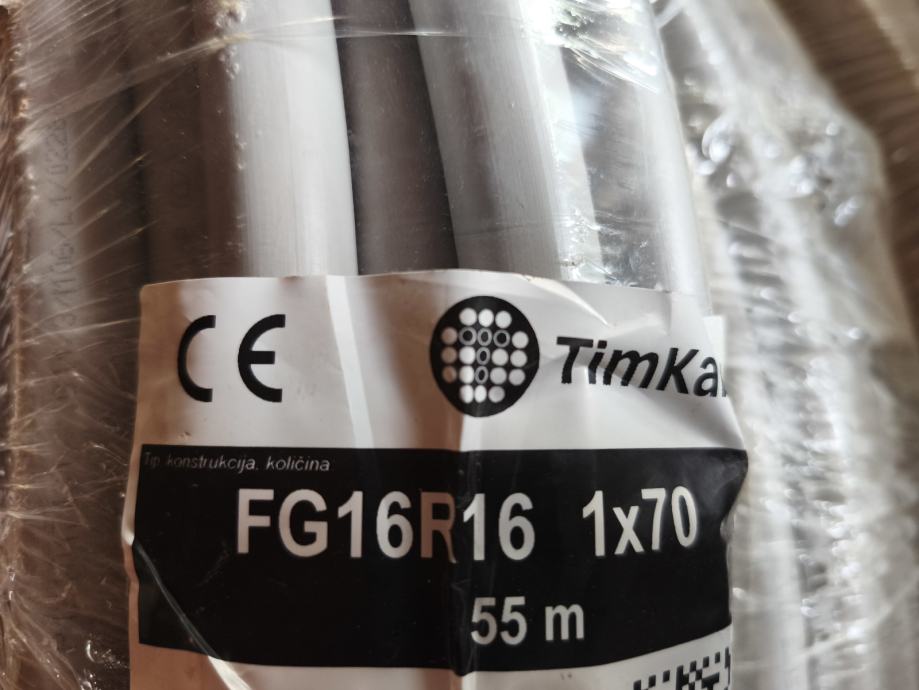 CE
TimKa
Tip, konstrukcija, količina
FG16R16 1x70
55 m